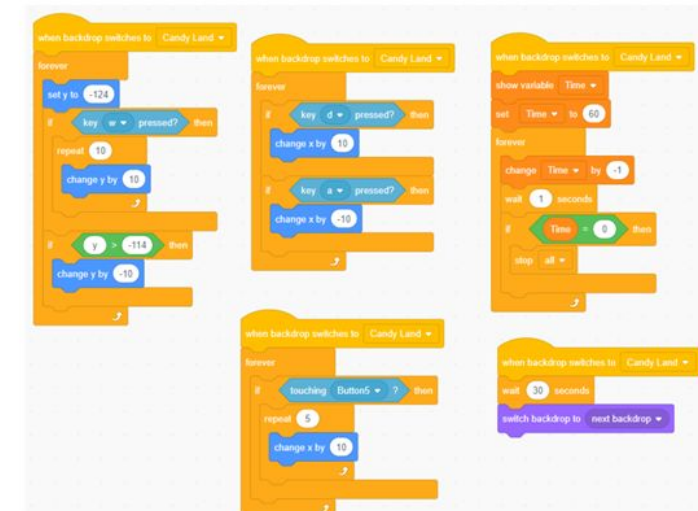 when backdrop switches to Candy Land
forever
set y to -124
if key w pressed? then
repeat 10
change y by 10
if y > -114 then
change y by -10
when backdrop switches to Candy Land
forever
if key d pressed? then
change x by 10
if key a pressed? then
change x by -10
when backdrop switches to Candy Land
show variable Time
set Time to 60
forever
change Time by -1
wait 1 seconds
if Time = 0 then
stop all
when backdrop switches to Candy Land
forever
if touching Button5 ? then
repeat 5
change x by 10
when backdrop switches to Candy Land
wait 30 seconds
switch backdrop to next backdrop